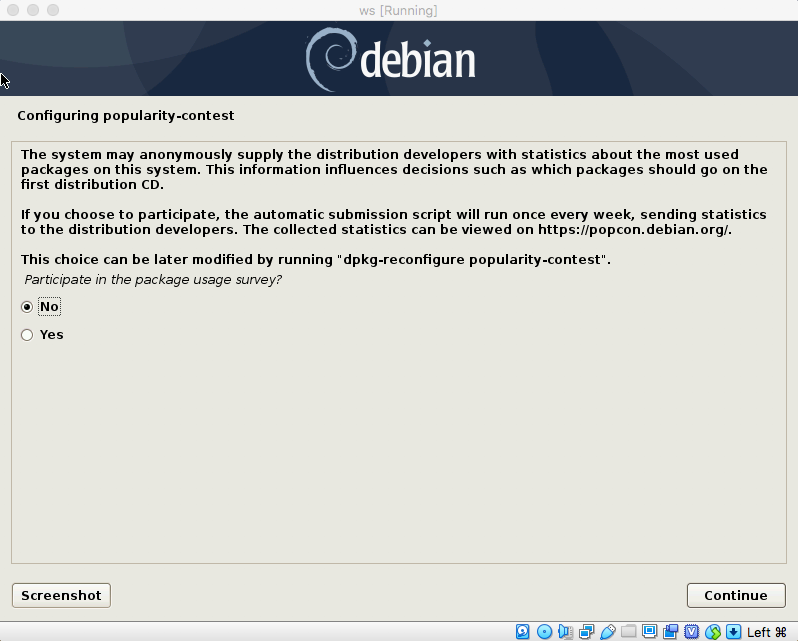 ws [Running]
debian
Configuring popularity-contest
The system may anonymously supply the distribution developers with statistics about the most used
packages on this system. This information influences decisions such as which packages should go on the
first distribution CD.
If you choose to participate, the automatic submission script will run once every week, sending statistics
to the distribution developers. The collected statistics can be viewed on https://popcon.debian.org/.
This choice can be later modified by running "dpkg-reconfigure popularity-contest".
Participate in the package usage survey?
No
Yes
Screenshot
Continue
Left ⌘